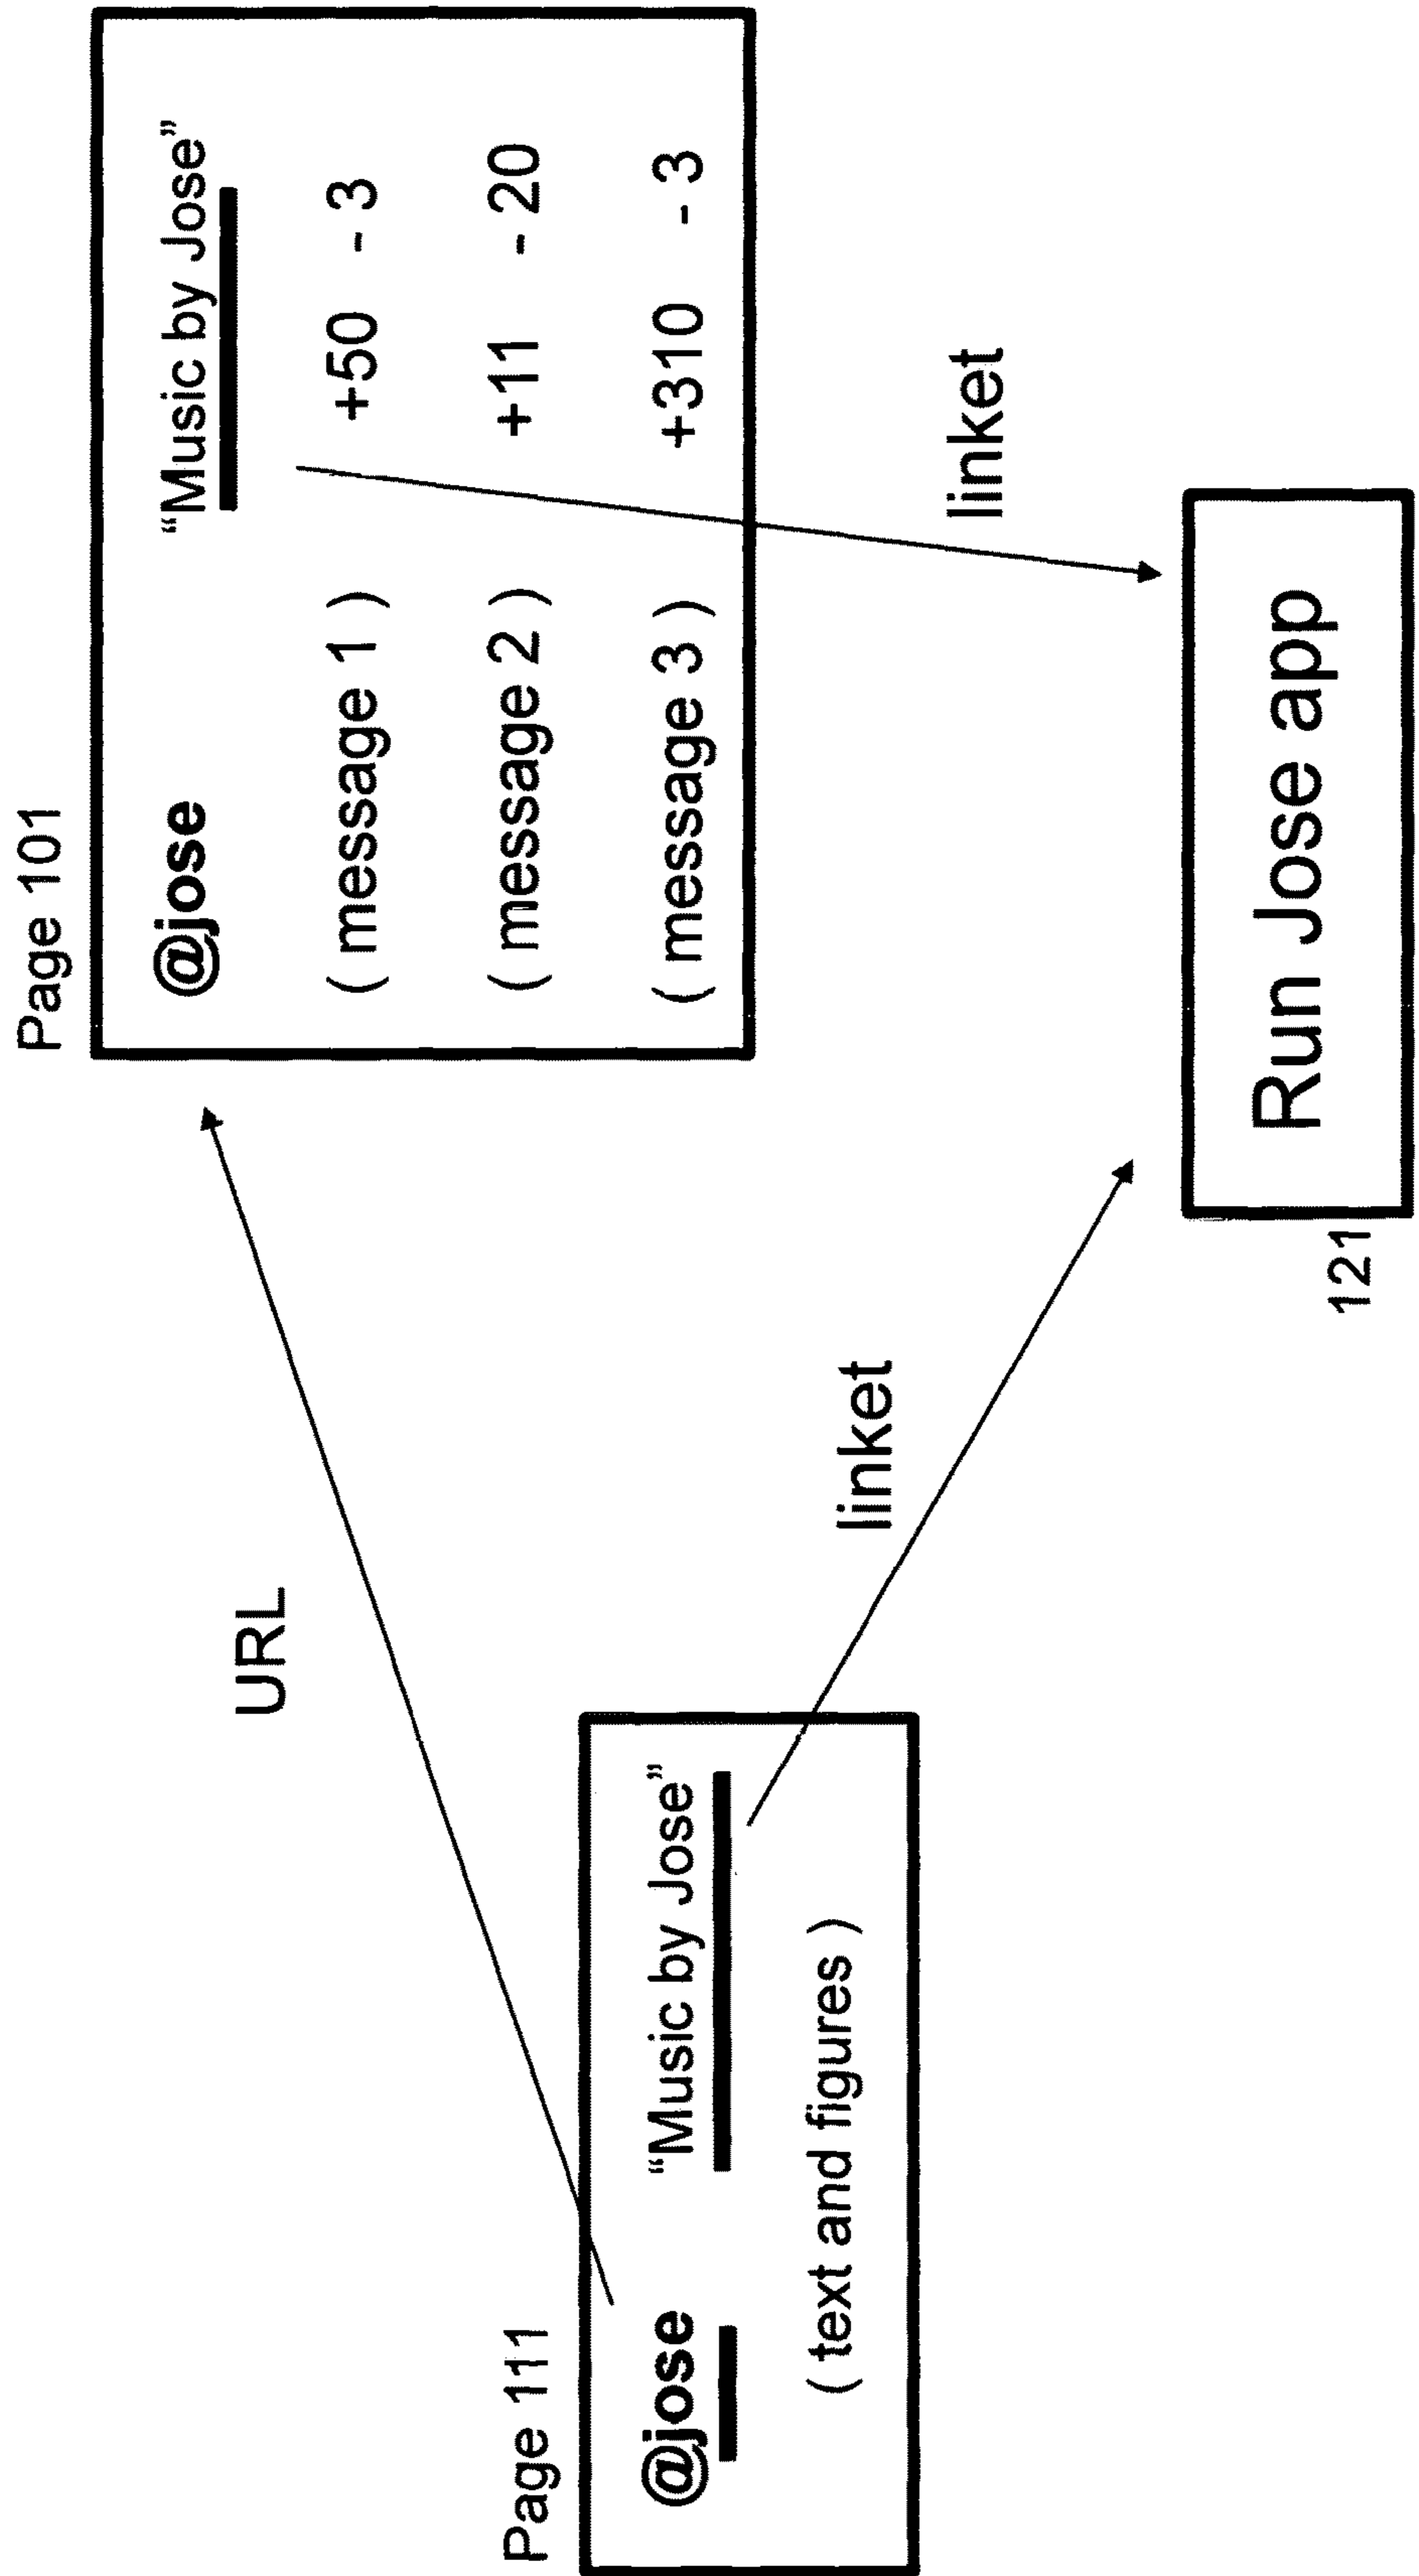 Page 101
@jose “Music by Jose”
( message 1 ) +50 - 3
( message 2 ) +11 - 20
( message 3 ) +310 - 3
URL
Page 111
@jose “Music by Jose”
( text and figures )
linket
linket
Run Jose app
121